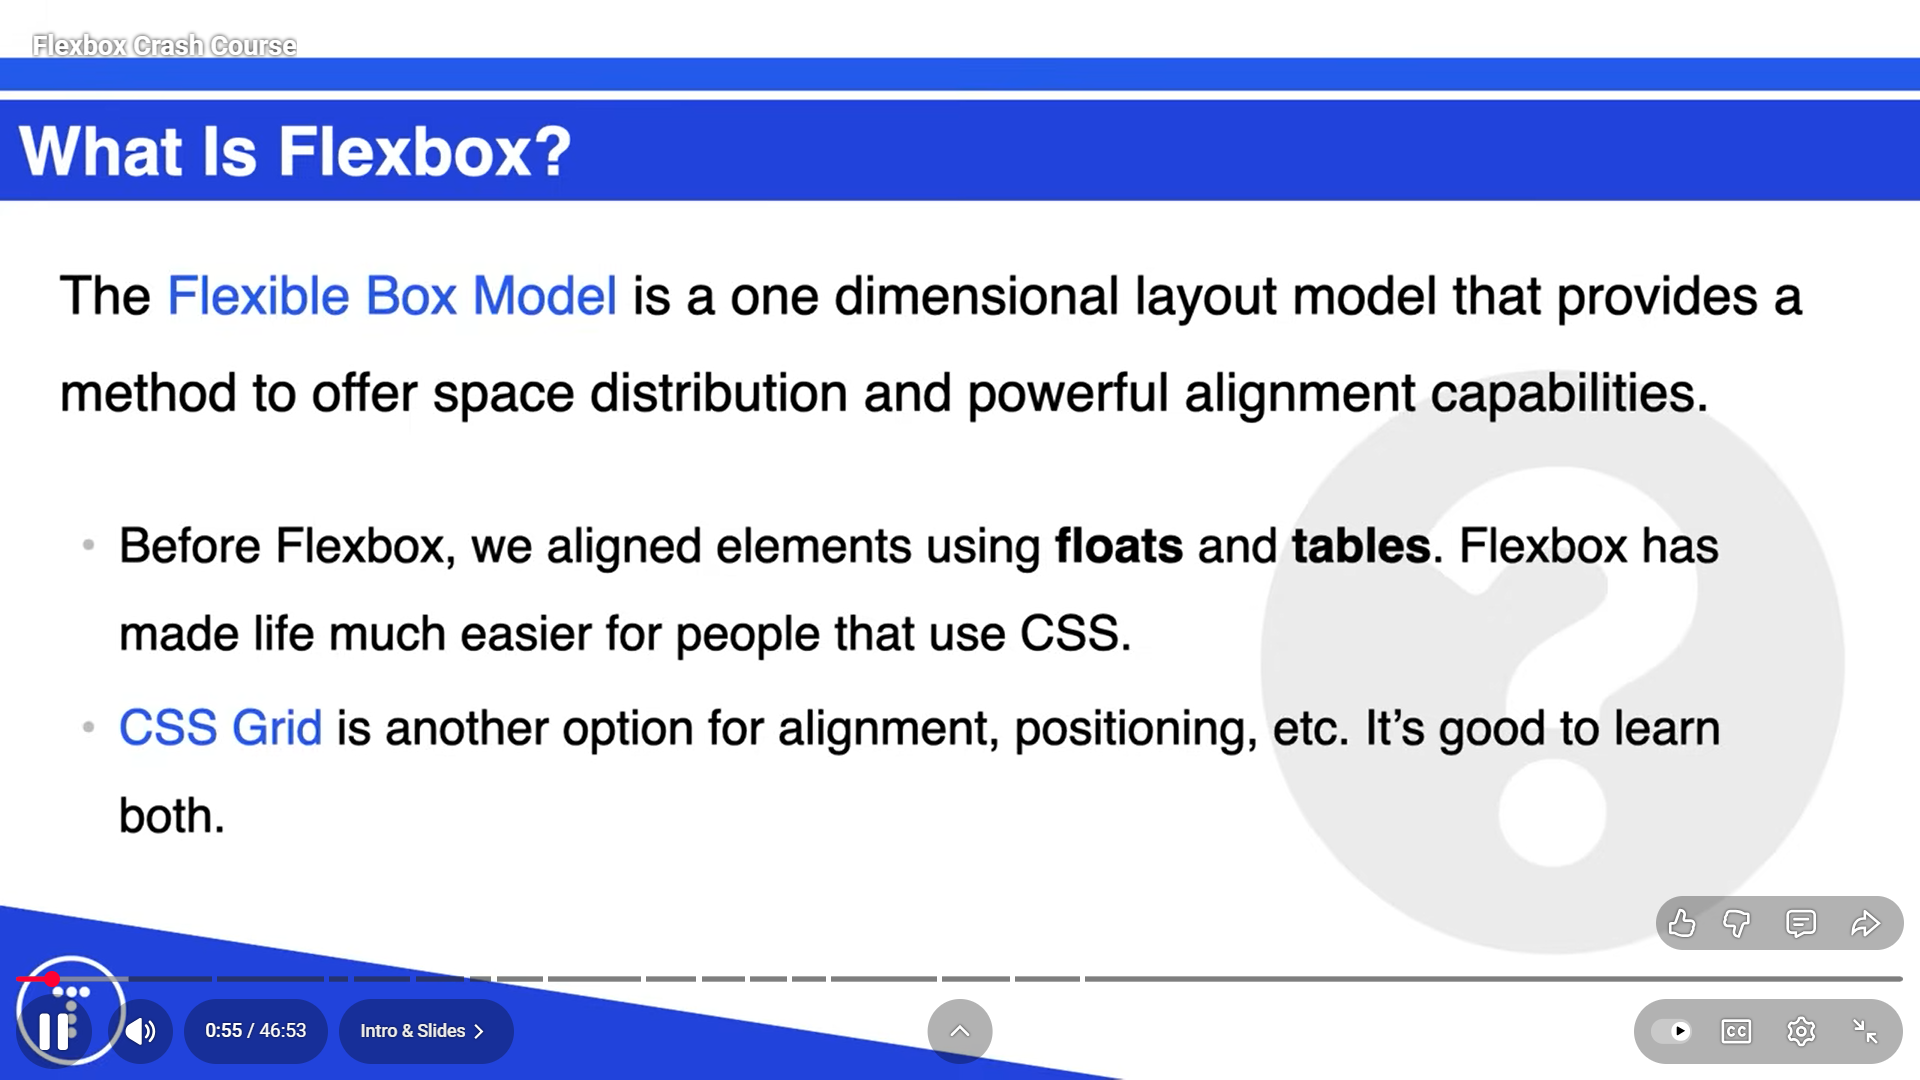 Flexbox Crash Course
What Is Flexbox?
The Flexible Box Model is a one dimensional layout model that provides a
method to offer space distribution and powerful alignment capabilities.
• Before Flexbox, we aligned elements using floats and tables. Flexbox has
made life much easier for people that use CSS.
• CSS Grid is another option for alignment, positioning, etc. It’s good to learn
both.
0:55 / 46:53
Intro & Slides
CC